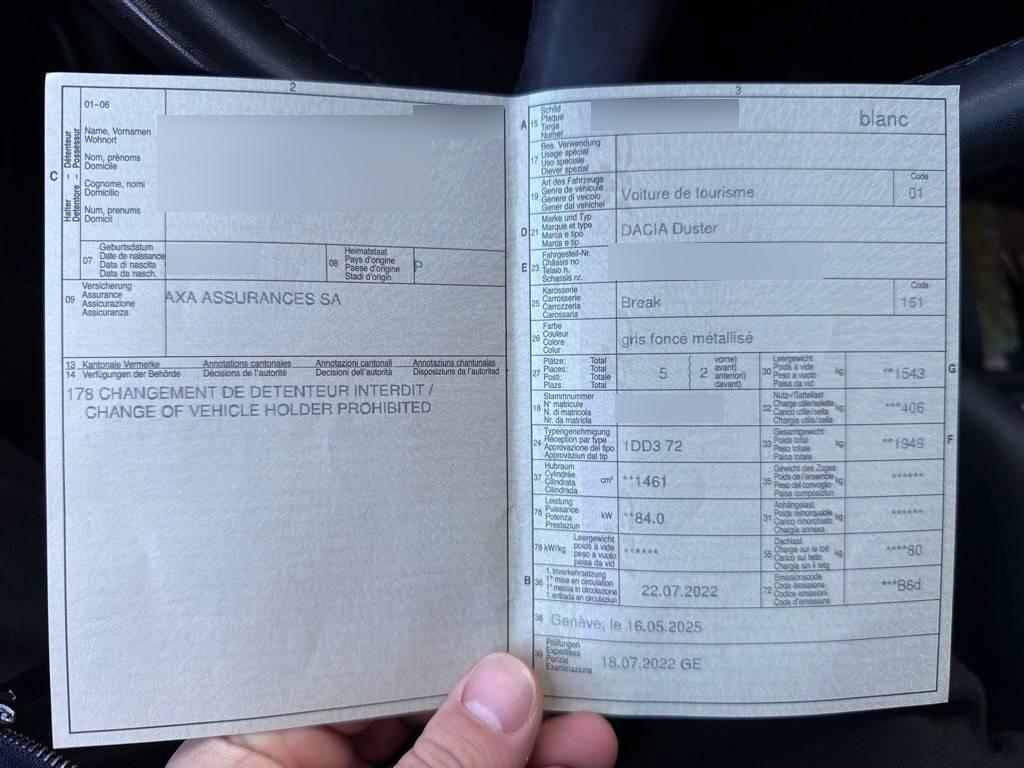 2
01–06
C
Halter – Détenteur
Detentore – Possessur
Name, Vornamen
Wohnort
Nom, prénoms
Domicile
Cognome, nomi
Domicilio
Num, prenums
Domicil
07
Geburtsdatum
Date de naissance
Data di nascita
Data da nasch.
08
Heimatstaat
Pays d'origine
Paese d'origine
Stadi d'origin
P
09
Versicherung
Assurance
Assicurazione
Assicuranza
AXA ASSURANCES SA
13 Kantonale Vermerke Annotations cantonales Annotazioni cantonali Annotaziuns chantunalas
14 Verfügungen der Behörde Décisions de l'autorité Decisioni dell'autorità Disposiziuns da l'autoritad
178 CHANGEMENT DE DETENTEUR INTERDIT /
CHANGE OF VEHICLE HOLDER PROHIBITED
3
A 15
Schild
Plaque
Targa
Numer
blanc
17
Bes. Verwendung
Usage spécial
Uso speciale
Diever spezial
19
Art des Fahrzeugs
Genre de véhicule
Genere di veicolo
Gener dal vehichel
Voiture de tourisme
Code
01
D 21
Marke und Typ
Marque et type
Marca e tipo
Marca e tip
DACIA Duster
E 23
Fahrgestell-Nr.
Châssis no
Telaio n.
Schassis nr.
25
Karosserie
Carrosserie
Carrozzeria
Carossaria
Break
Code
161
26
Farbe
Couleur
Colore
Colur
gris foncé métallisé
27
Plätze: Total
Places: Total
Posti: Totale
Plazs: Total
5 { 2
vorne)
avant)
anteriori)
davant)
30
Leergewicht
Poids à vide
Peso a vuoto
Paisa da vid
kg
**1543
G
18
Stammnummer
N° matricule
N. di matricola
Nr. da matricla
32
Nutz-/Sattellast
Charge utile/sellette
Carico utile/sella
Chargia utila/sella
kg
***406
24
Typengenehmigung
Réception par type
Approvazione del tipo
Approvaziun dal tip
1DD3 72
33
Gesamtgewicht
Poids total
Peso totale
Paisa totala
kg
**1949
F
37
Hubraum
Cylindrée
Cilindrata
Cilindrada
cm³
**1461
35
Gewicht des Zuges
Poids de l'ensemble
Peso del convoglio
Paisa cumposiziun
kg
******
76
Leistung
Puissance
Potenza
Prestaziun
kW
**84.0
31
Anhängelast
Poids remorquable
Carico rimorchiato
Chargia annexa
kg
******
78 kW/kg
Leergewicht
poids à vide
peso a vuoto
paisa da vid
******
55
Dachlast
Charge sur le toit
Carico sul tetto
Chargia sin il tetg
kg
****80
B 36
1. Inverkehrsetzung
1re mise en circulation
1a messa in circolazione
1. entrada en circulaziun
22.07.2022
72
Emissionscode
Code émissions
Codice emissioni
Code d'emissiuns
***B6d
38 Genève, le 16.05.2025
39
Prüfungen
Expertises
Perizie
Examinaziuns
18.07.2022 GE